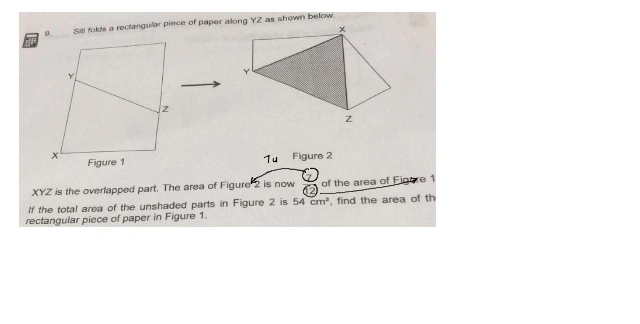 9. Siti folds a rectangular piece of paper along YZ as shown below.
X
Y
Y
Z
Z
X
Figure 1
7u
Figure 2
XYZ is the overlapped part. The area of Figure 2 is now 7/12 of the area of Figure 1
If the total area of the unshaded parts in Figure 2 is 54 cm², find the area of th
rectangular piece of paper in Figure 1.